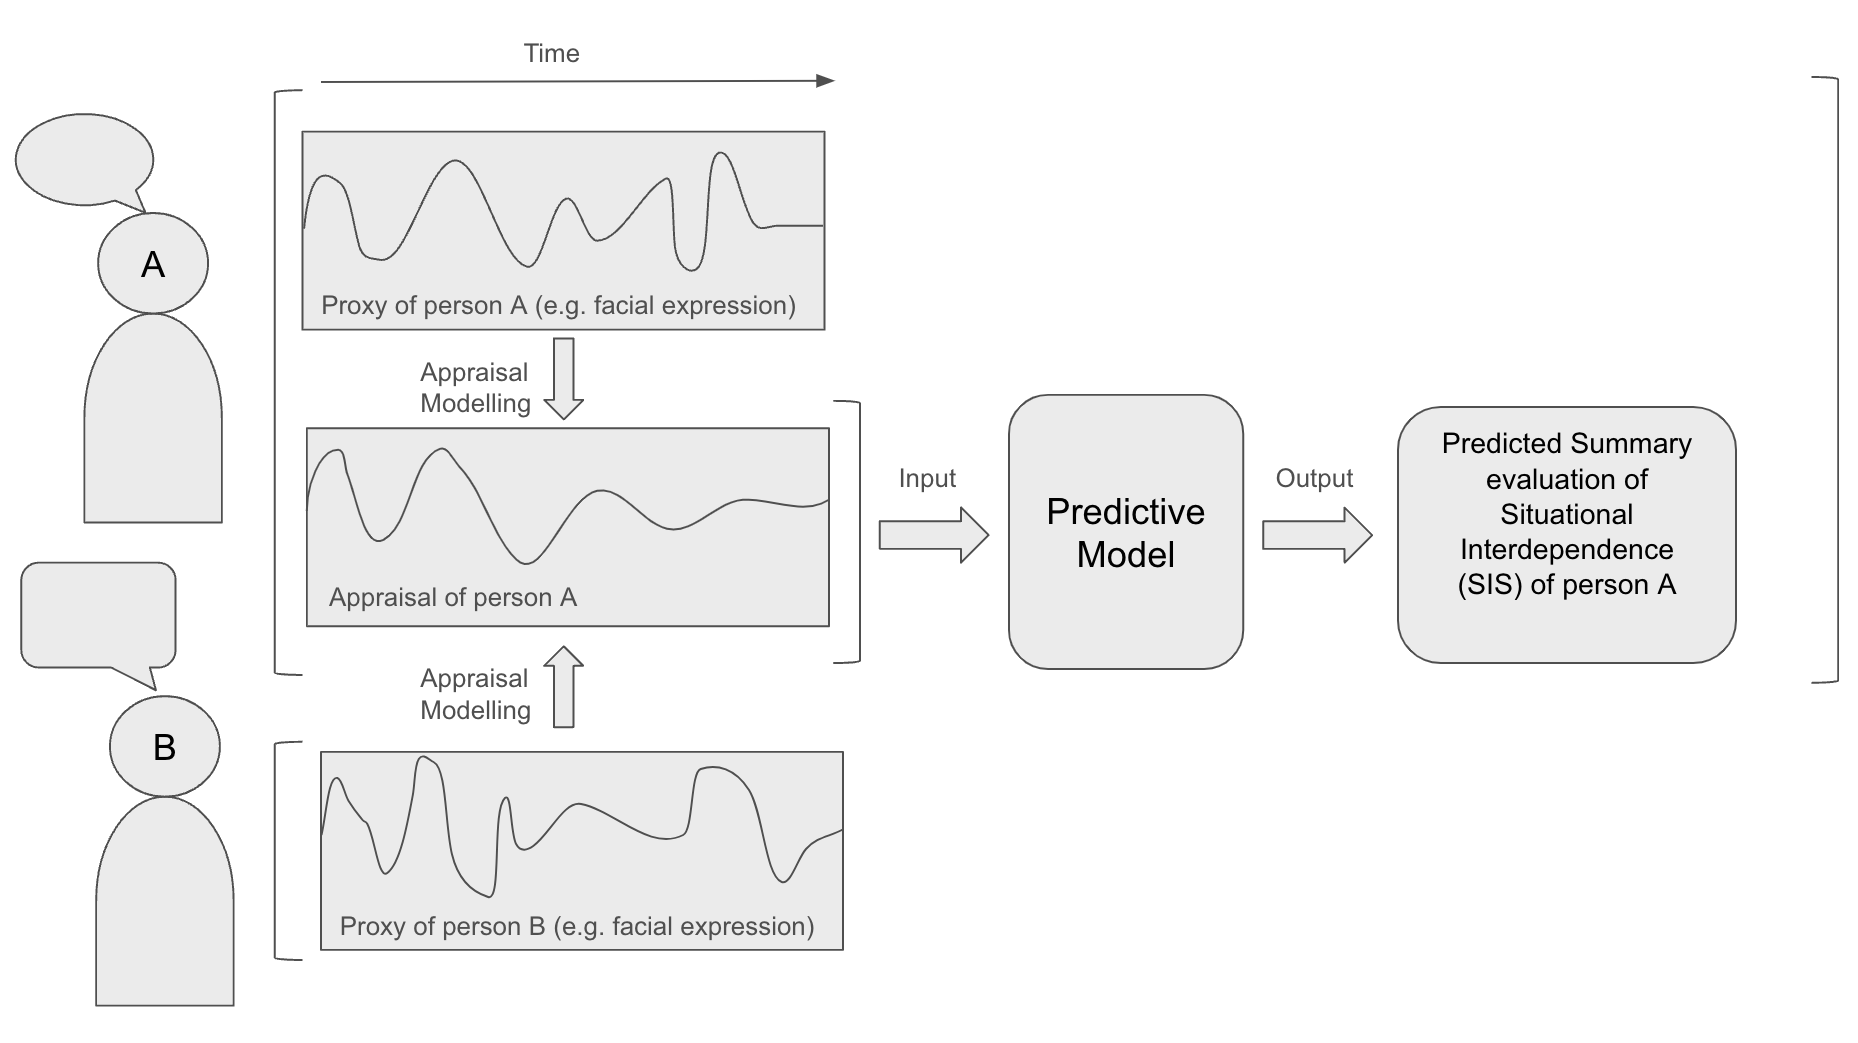 Time
A
Proxy of person A (e.g. facial expression)
Appraisal
Modelling
Appraisal of person A
Input
Predictive
Model
Output
Predicted Summary
evaluation of
Situational
Interdependence
(SIS) of person A
Appraisal
Modelling
B
Proxy of person B (e.g. facial expression)